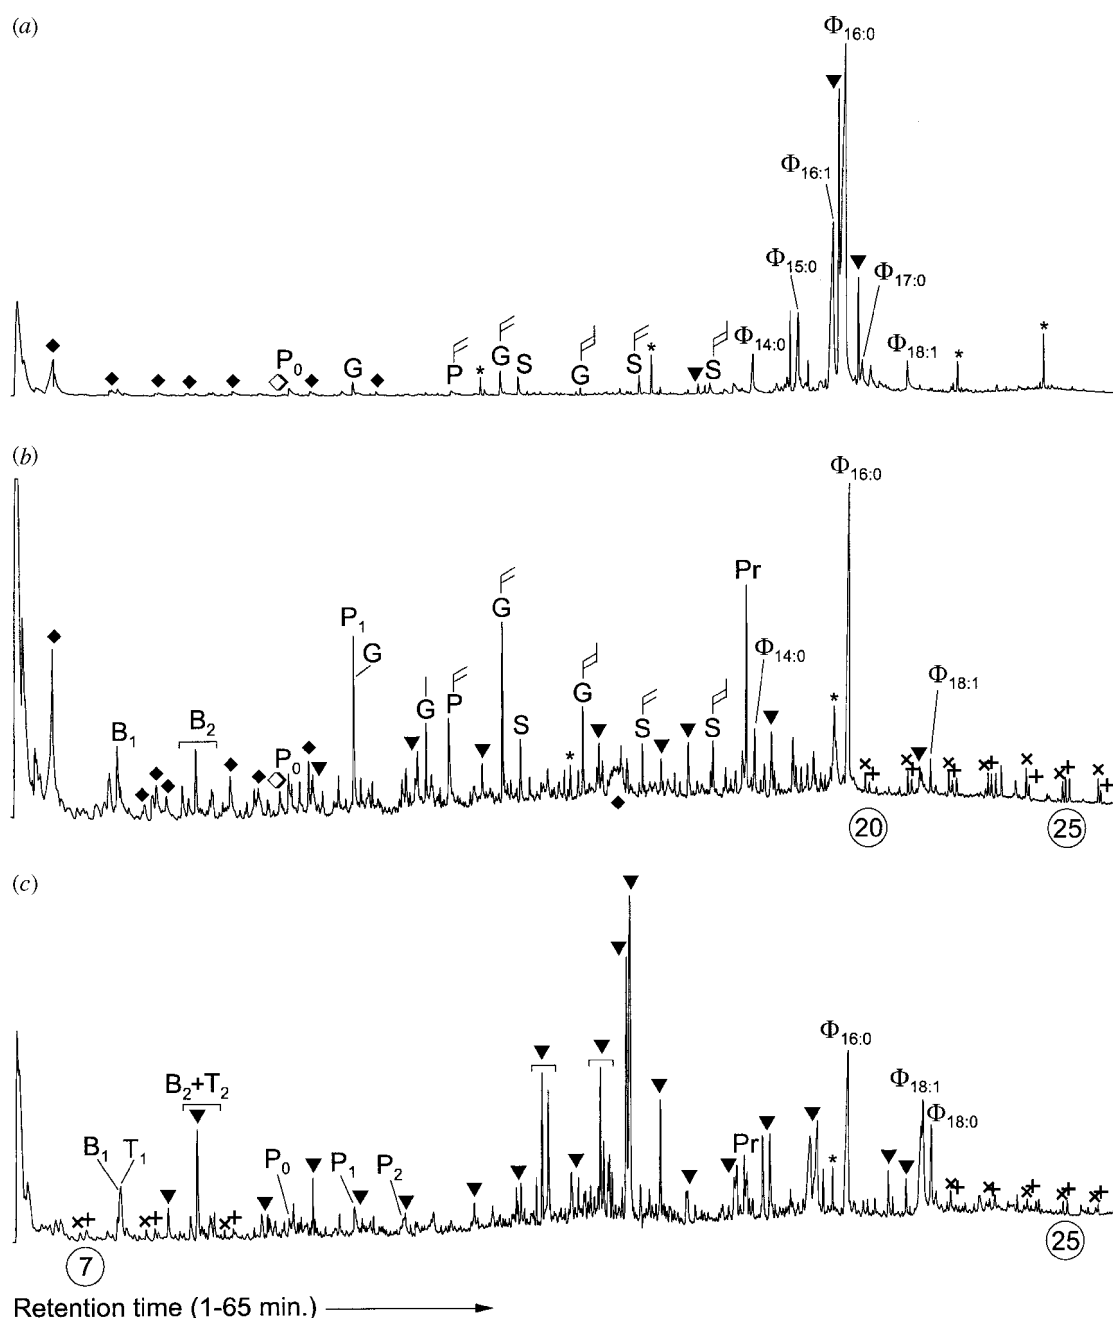 (a)
Φ16:0
Φ16:1
Φ15:0
Φ17:0
P0 G P * G S G S * S Φ14:0 Φ18:1 * *
(b)
Φ16:0
Pr
G
P1
G
Φ14:0
B1 B2 P0 G P S * G S S * Φ18:1
× + × + × + × + × + × + × +
20 25
(c)
Φ16:0
B2+T2
Φ18:1
B1 T1 Φ18:0
P0 P1 P2 Pr *
× + × + × + × + × + × + × + × +
7 25
Retention time (1-65 min.)